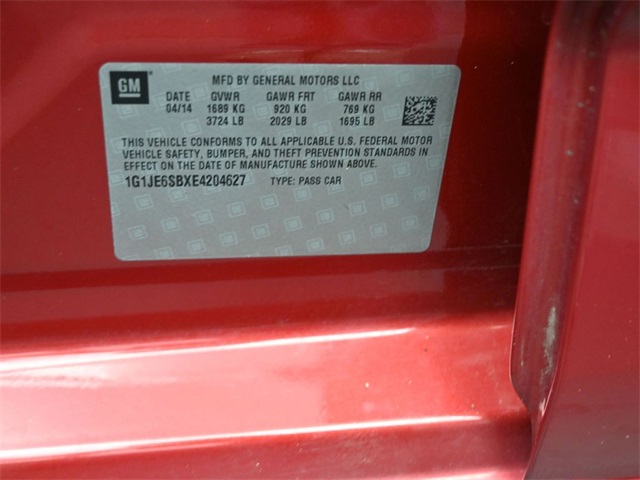 GM
MFD BY GENERAL MOTORS LLC
DATE GVWR GAWR FRT GAWR RR
04/14 1689 KG 920 KG 769 KG
3724 LB 2029 LB 1695 LB
THIS VEHICLE CONFORMS TO ALL APPLICABLE U.S. FEDERAL MOTOR
VEHICLE SAFETY, BUMPER, AND THEFT PREVENTION STANDARDS IN
EFFECT ON THE DATE OF MANUFACTURE SHOWN ABOVE.
1G1JE6SBXE4204627 TYPE: PASS CAR